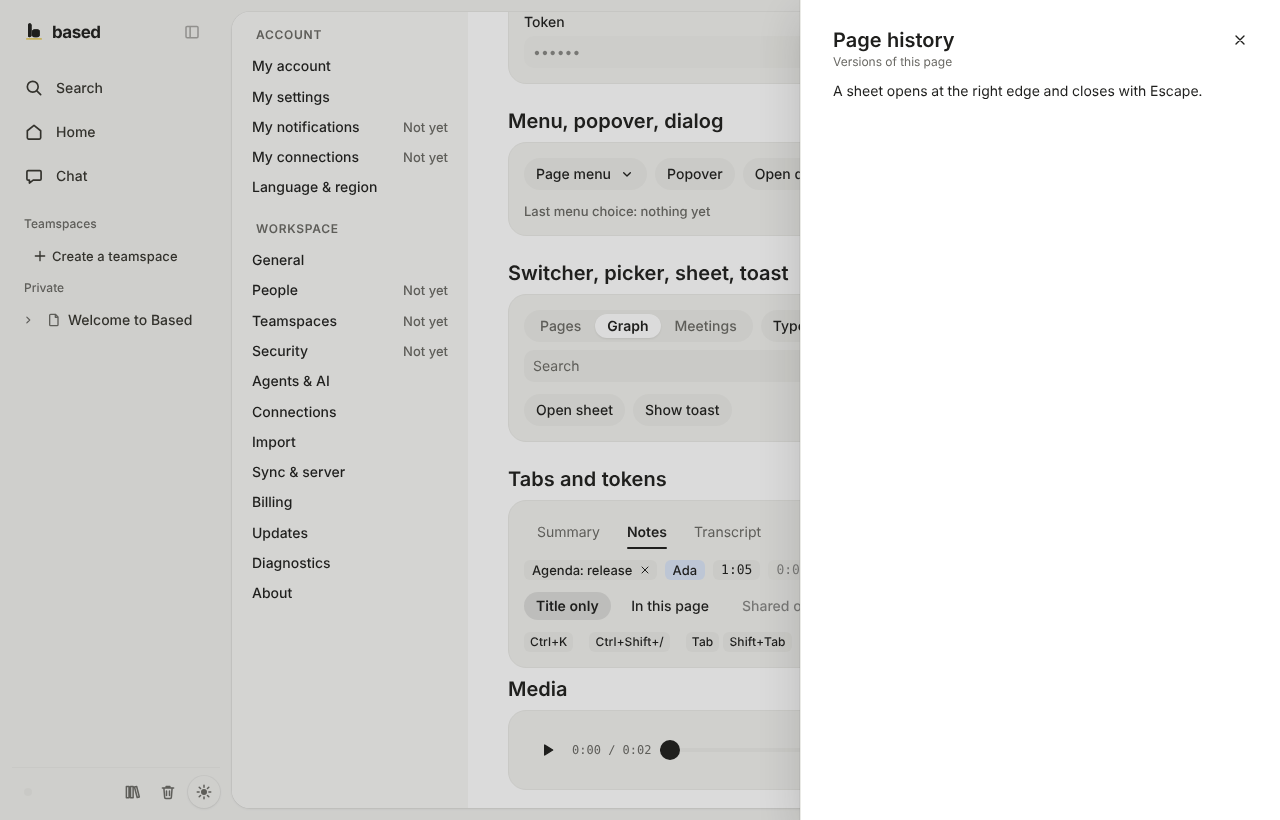 based
Search
Home
Chat
Teamspaces
Create a teamspace
Private
Welcome to Based
ACCOUNT
My account
My settings
My notifications Not yet
My connections Not yet
Language & region
WORKSPACE
General
People Not yet
Teamspaces Not yet
Security Not yet
Agents & AI
Connections
Import
Sync & server
Billing
Updates
Diagnostics
About
Token
••••••
Menu, popover, dialog
Page menu Popover Open
Last menu choice: nothing yet
Switcher, picker, sheet, toast
Pages Graph Meetings
Search
Open sheet Show toast
Tabs and tokens
Summary Notes Transcript
Agenda: release × Ada 1:05
Title only In this page Shared
Ctrl+K Ctrl+Shift+/ Tab Shift+Tab
Media
0:00 / 0:02
Page history
Versions of this page
A sheet opens at the right edge and closes with Escape.